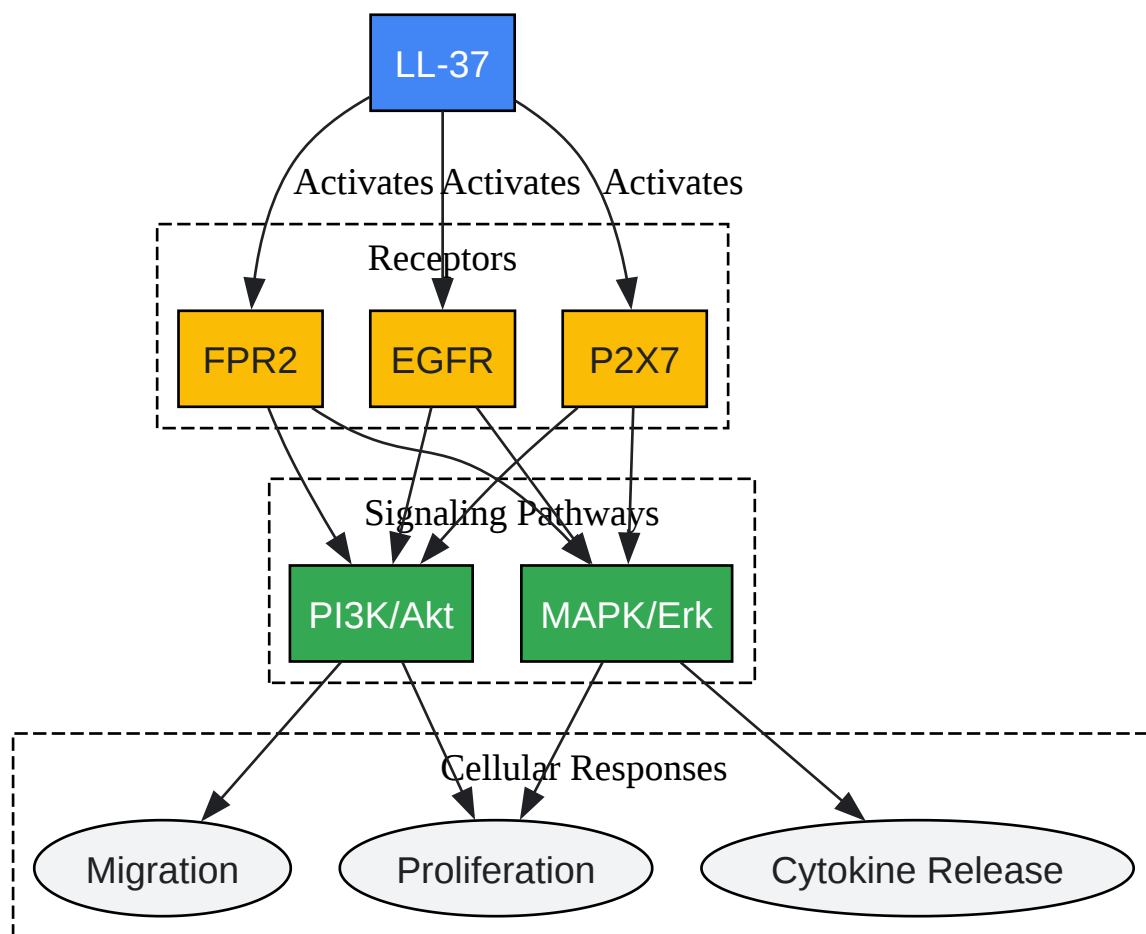 LL-37
Activates Activates Activates
Receptors
FPR2 EGFR P2X7
Signaling Pathways
PI3K/Akt MAPK/Erk
Cellular Responses
Migration Proliferation Cytokine Release